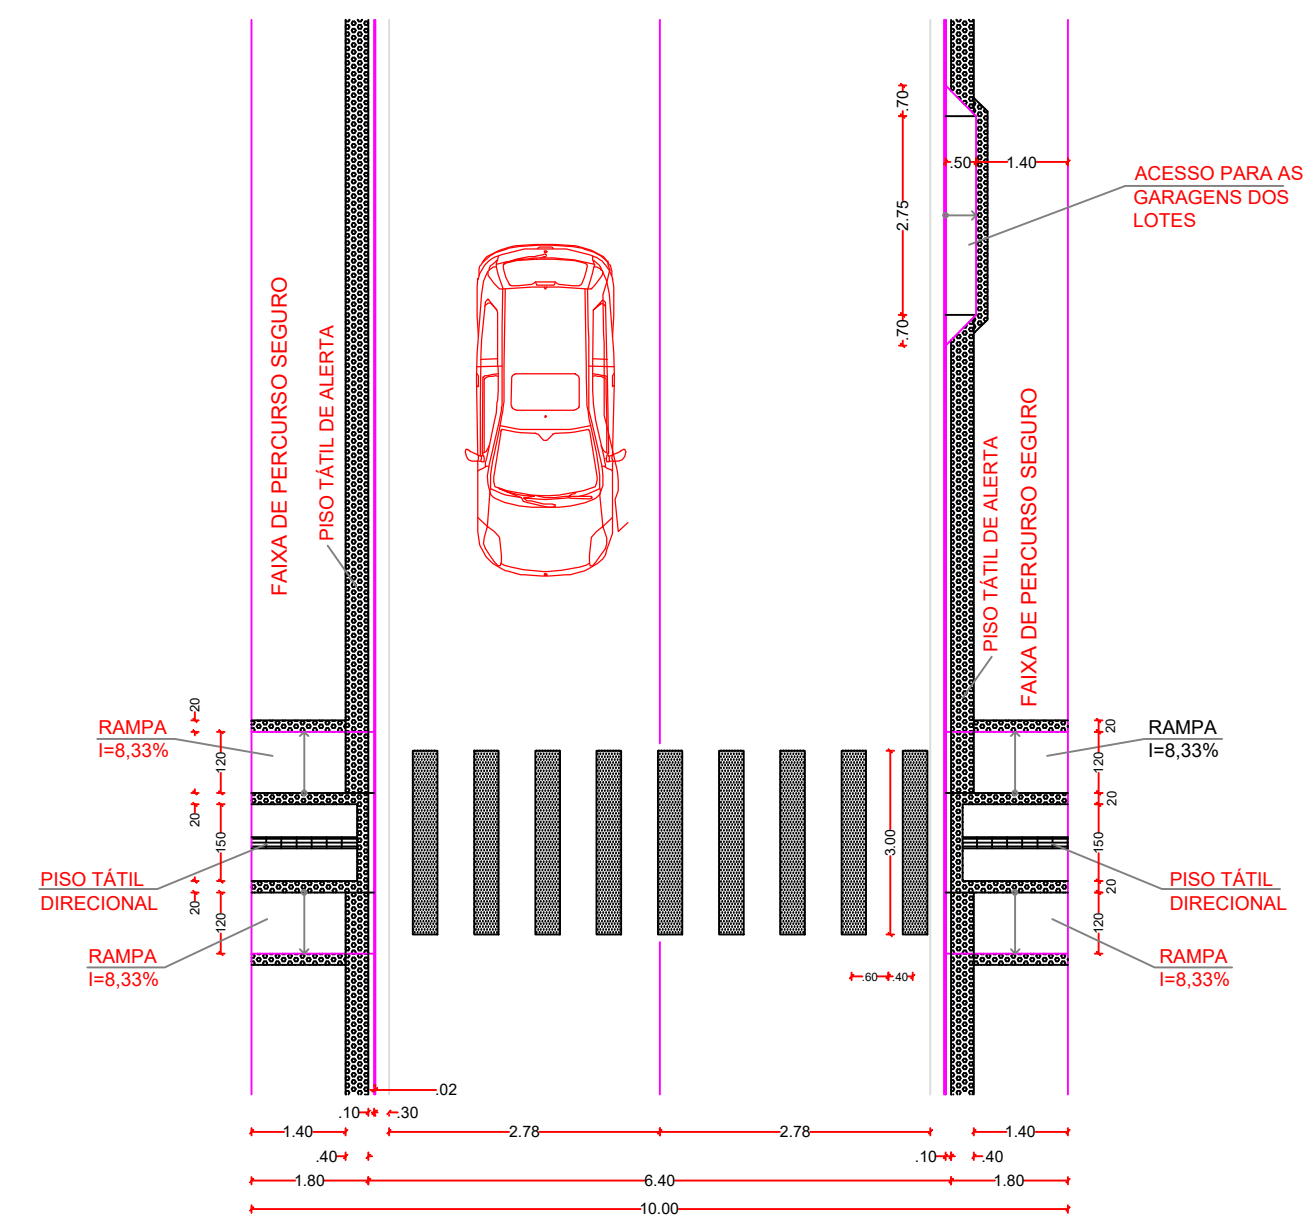 .70
.50
1.40
ACESSO PARA AS
GARAGENS DOS
LOTES
2.75
.70
FAIXA DE PERCURSO SEGURO
PISO TÁTIL DE ALERTA
PISO TÁTIL DE ALERTA
FAIXA DE PERCURSO SEGURO
20
RAMPA
I=8,33%
120
20
150
PISO TÁTIL
DIRECIONAL
20
120
RAMPA
I=8,33%
3.00
.60
.40
20
RAMPA
I=8,33%
120
20
150
PISO TÁTIL
DIRECIONAL
20
120
RAMPA
I=8,33%
.02
.10
.30
1.40
2.78
2.78
1.40
.40
.10
.40
1.80
6.40
1.80
10.00